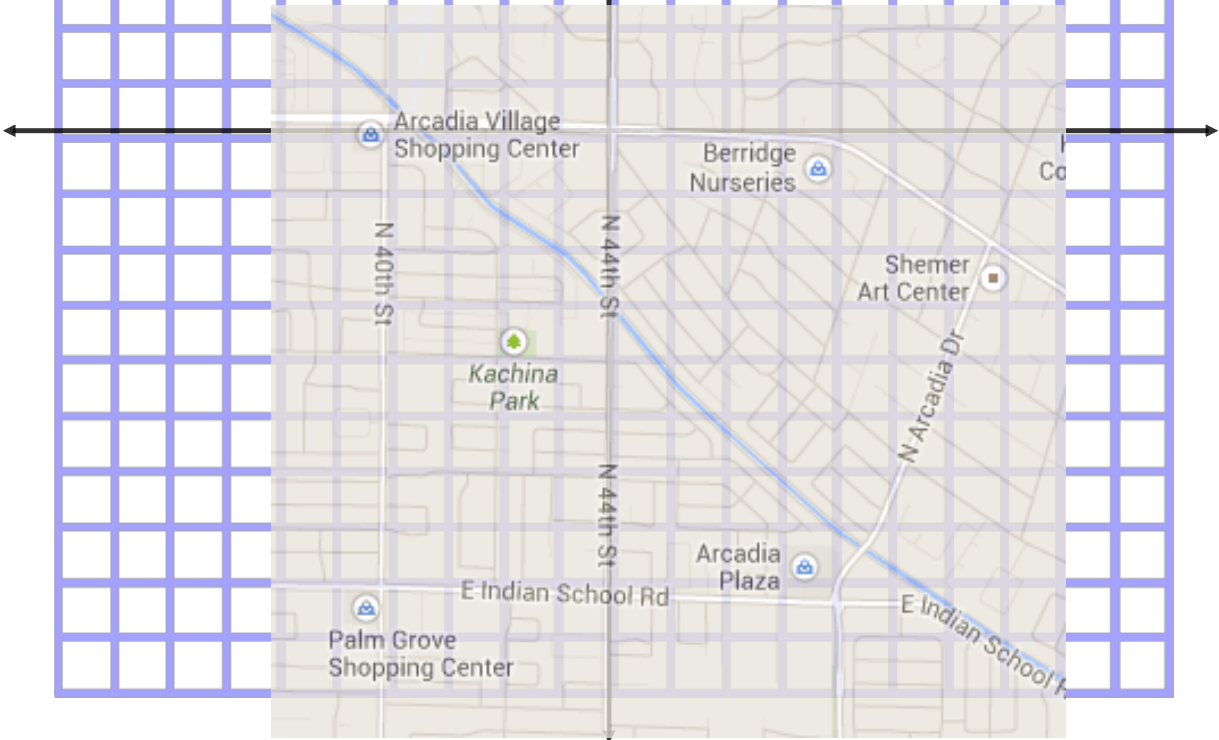 Arcadia Village
Shopping Center
Berridge
Nurseries
Co
N 40th St
N 44th St
Shemer
Art Center
Kachina
Park
N Arcadia Dr
N 44th St
Arcadia
Plaza
E Indian School Rd
E Indian School R
Palm Grove
Shopping Center